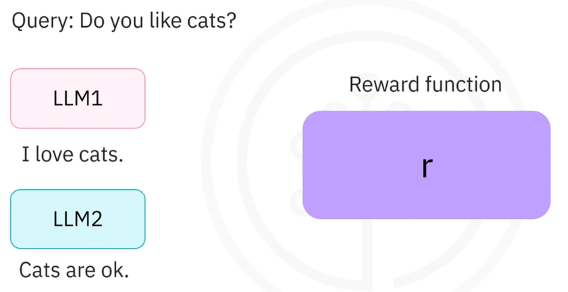 Query: Do you like cats?
LLM1
I love cats.
LLM2
Cats are ok.
Reward function
r